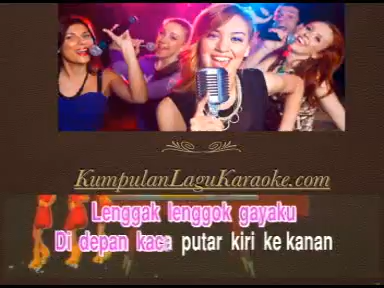 KumpulanLaguKaraoke.com
Lenggak lenggok gayaku
Di depan kaca putar kiri ke kanan